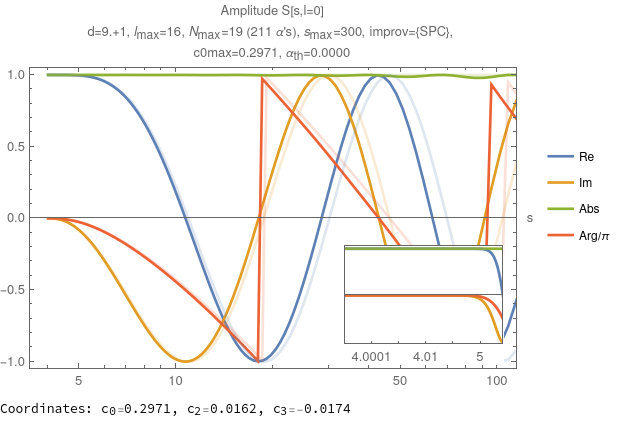 Amplitude S[s,l=0]
d=9.+1, lmax=16, Nmax=19 (211 α's), smax=300, improv={SPC},
c0max=0.2971, αth=0.0000
1.0
0.5
0.0
s
-0.5
-1.0
5 10 50 100
4.0001 4.01 5
Re
Im
Abs
Arg/π
Coordinates: c0=0.2971, c2=0.0162, c3=-0.0174